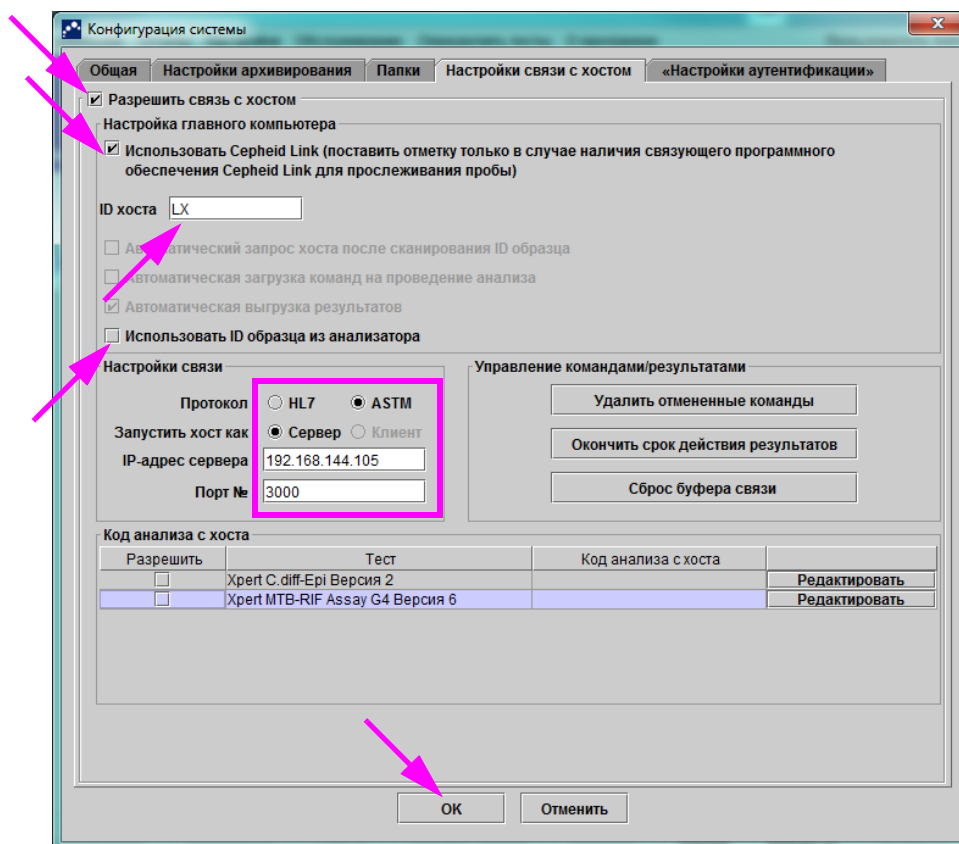 Конфигурация системы
Общая Настройки архивирования Папки Настройки связи с хостом «Настройки аутентификации»
Разрешить связь с хостом
Настройка главного компьютера
Использовать Cepheid Link (поставить отметку только в случае наличия связующего программного
обеспечения Cepheid Link для прослеживания пробы)
ID хоста LX
Автоматический запрос хоста после сканирования ID образца
Автоматическая загрузка команд на проведение анализа
Автоматическая выгрузка результатов
Использовать ID образца из анализатора
Настройки связи
Протокол HL7 ASTM
Запустить хост как Сервер Клиент
IP-адрес сервера 192.168.144.105
Порт № 3000
Управление командами/результатами
Удалить отмененные команды
Окончить срок действия результатов
Сброс буфера связи
Код анализа с хоста
Разрешить Тест Код анализа с хоста
Xpert C.diff-Epi Версия 2 Редактировать
Xpert MTB-RIF Assay G4 Версия 6 Редактировать
OK Отменить